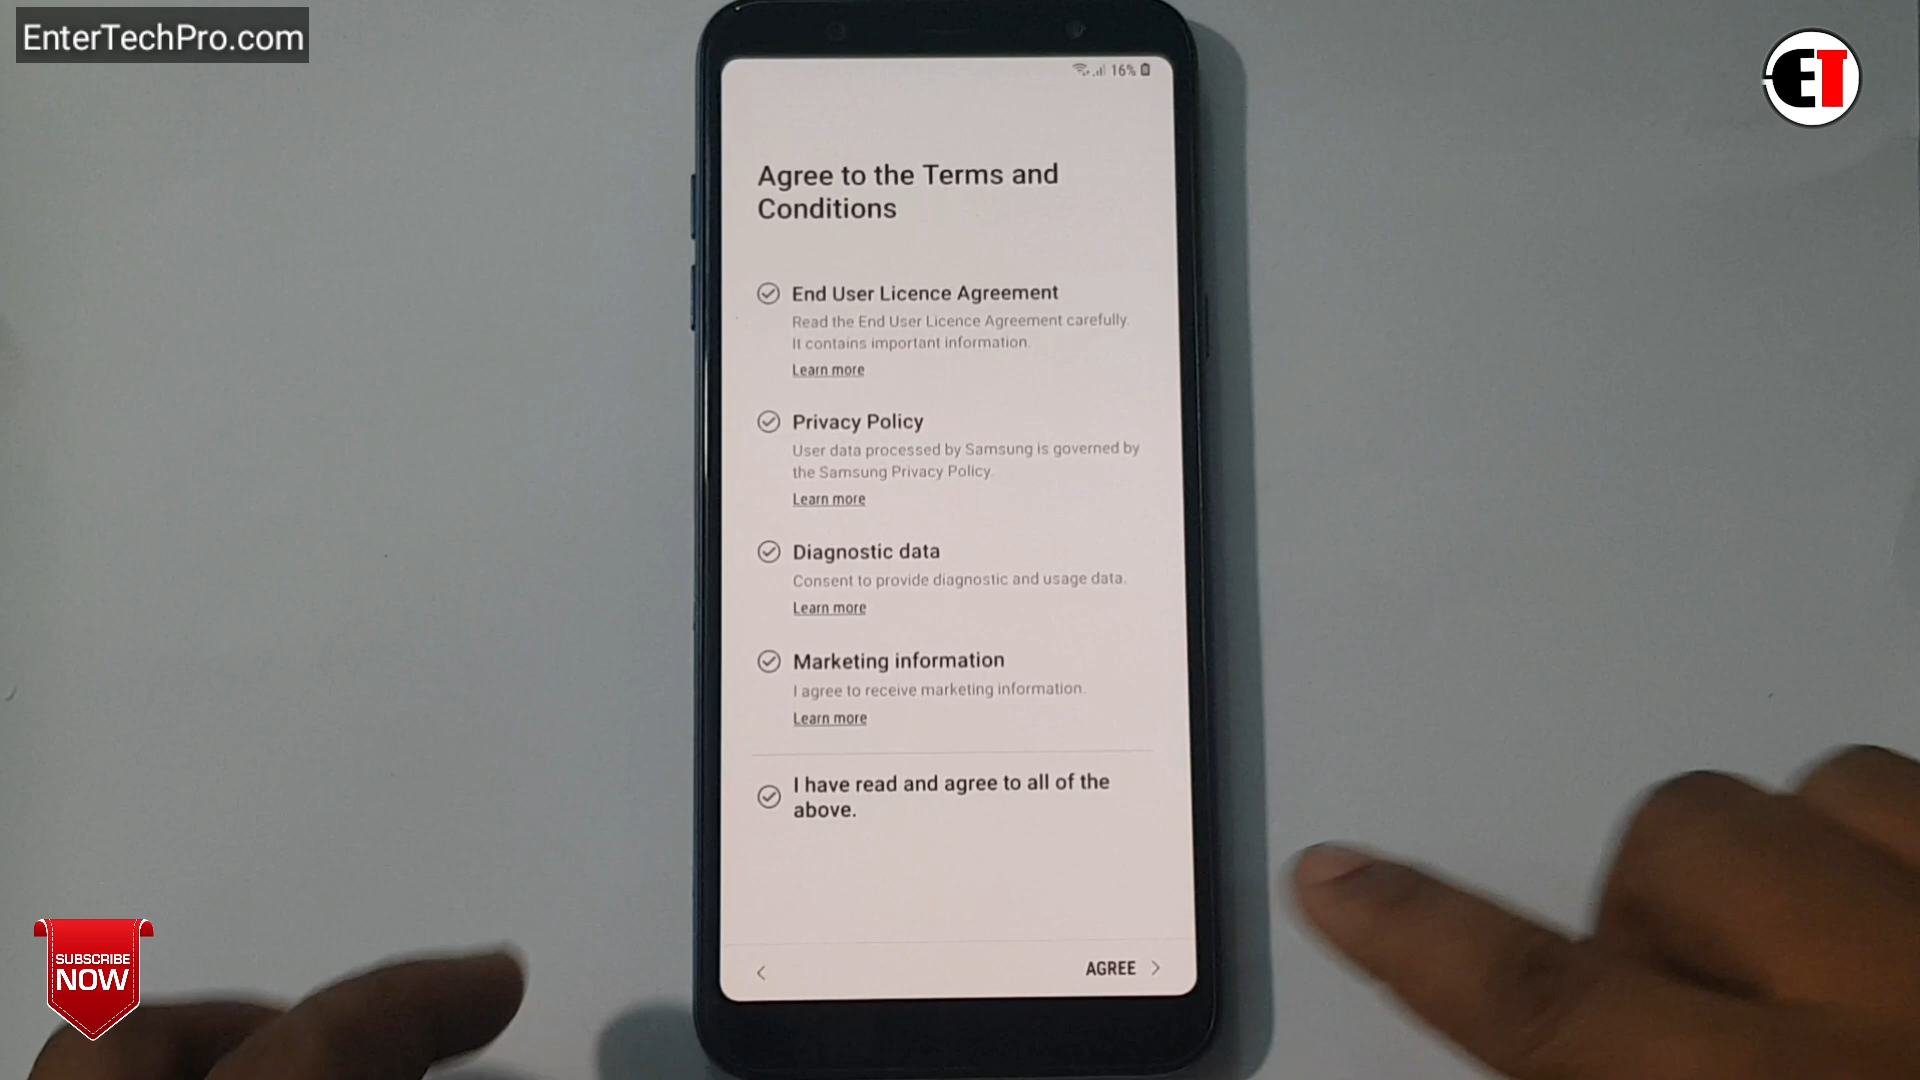 EnterTechPro.com
ET
16%
Agree to the Terms and
Conditions
End User Licence Agreement
Read the End User Licence Agreement carefully.
It contains important information.
Learn more
Privacy Policy
User data processed by Samsung is governed by
the Samsung Privacy Policy.
Learn more
Diagnostic data
Consent to provide diagnostic and usage data.
Learn more
Marketing information
I agree to receive marketing information.
Learn more
I have read and agree to all of the
above.
AGREE
SUBSCRIBE
NOW